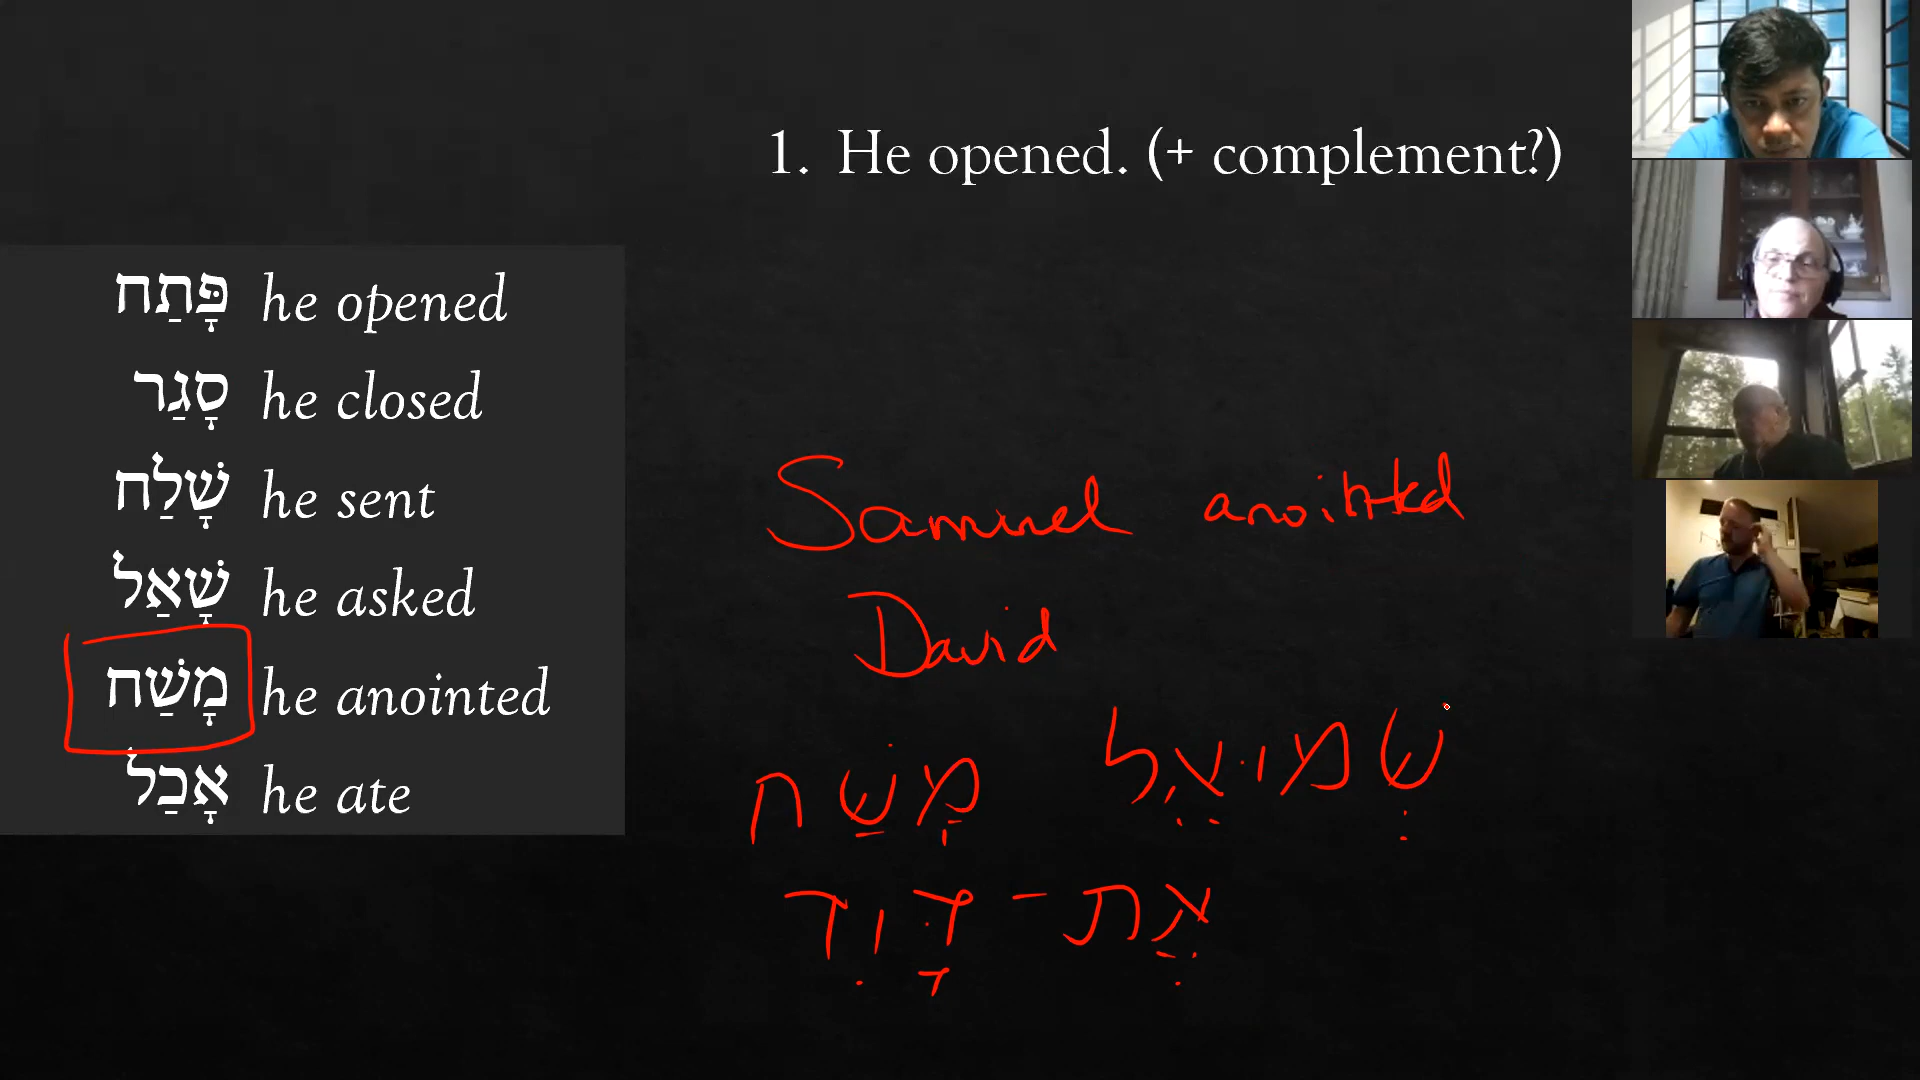 1. He opened. (+ complement?)
פָּתַח he opened
סָגַר he closed
שָׁלַח he sent
שָׁאַל he asked
מָשַׁח he anointed
אָכַל he ate
Samuel anointed
David
שְׁמוּאֵל מָשַׁח
אֶת־דָּוִד